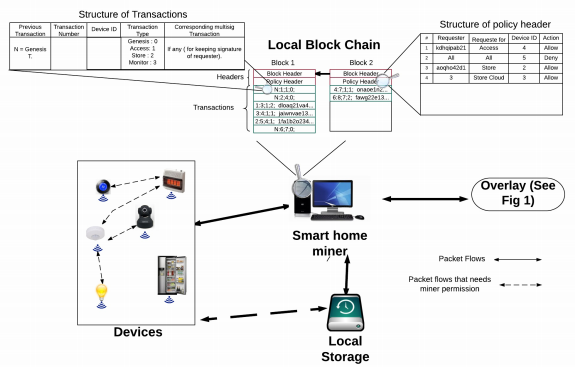 Structure of Transactions
Previous Transaction
Transaction Number
Device ID
Transaction Type
Corresponding multisig Transaction
N = Genesis T.
Genesis : 0
Access: 1
Store : 2
Monitor : 3
If any ( for keeping signature of requester).
Structure of policy header
# Requester Requeste for Device ID Action
1 kdhqjpab21 Access 4 Allow
2 All All 5 Deny
3 aoqho42d1 Store 2 Allow
4 3 Store Cloud 3 Allow
Local Block Chain
Block 1
Block 2
Headers
Transactions
Block Header
Policy Header
N;1;1;0;
N;2;4;0;
1;3;1;2; dloaq21va4...
3;4;1;1; jaiwnvae13...
2;5;4;1; 1fa1b2o234...
N;6;7;0;
Block Header
Policy Header
4;7;1;1; onaoe1n2...
6;8;7;2; fawg22e13...
Smart home miner
Overlay (See Fig 1)
Devices
Local Storage
Packet Flows
Packet flows that needs miner permission